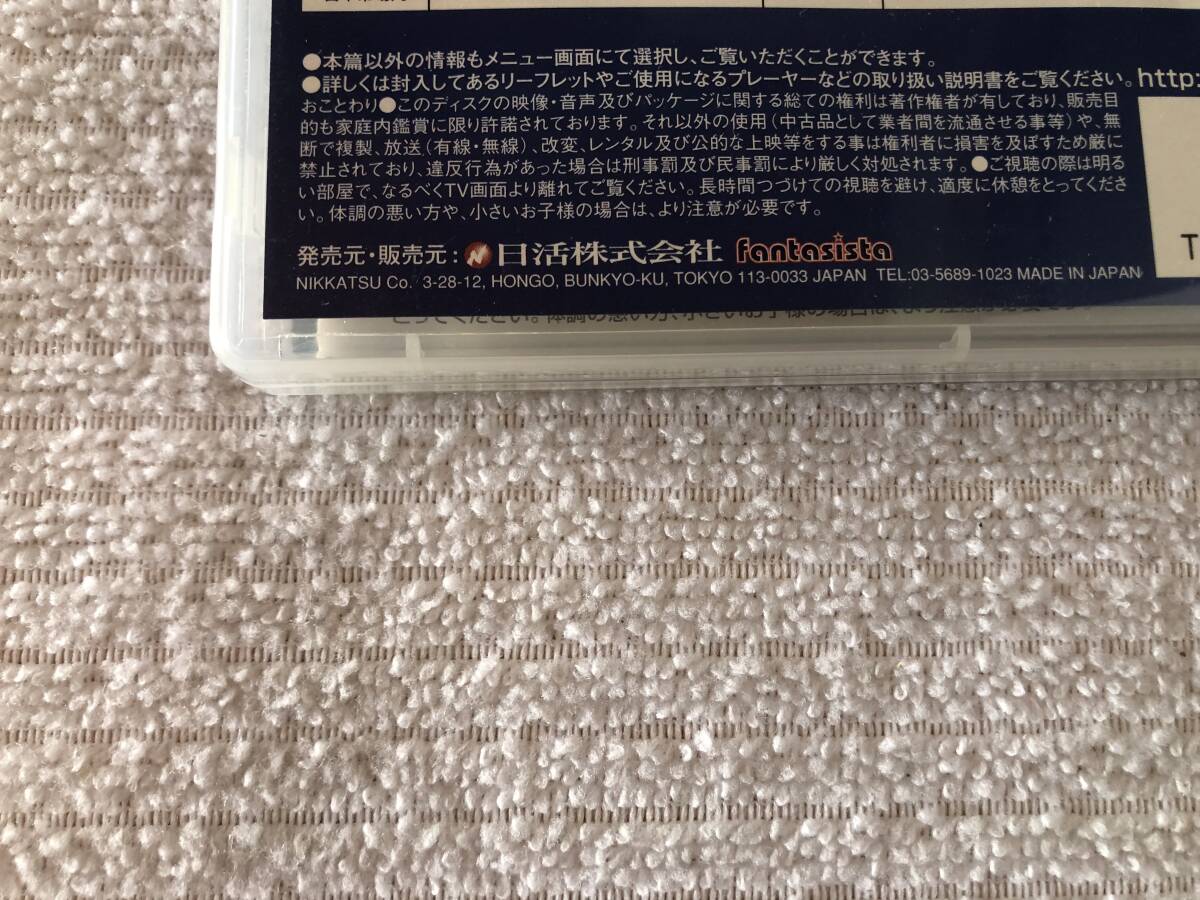 ●本篇以外の情報もメニュー画面にて選択し、ご覧いただくことができます。
●詳しくは封入してあるリーフレットやご使用になるプレーヤーなどの取り扱い説明書をご覧ください。http:
おことわり●このディスクの映像・音声及びパッケージに関する総ての権利は著作権者が有しており、販売目
的も家庭内鑑賞に限り許諾されております。それ以外の使用（中古品として業者間を流通させる事等）や、無
断で複製、放送（有線・無線）、改変、レンタル及び公的な上映等をする事は権利者に損害を及ぼすため厳に
禁止されており、違反行為があった場合は刑事罰及び民事罰により厳しく対処されます。●ご視聴の際は明る
い部屋で、なるべくTV画面より離れてご覧ください。長時間つづけての視聴を避け、適度に休憩をとってくださ
い。体調の悪い方や、小さいお子様の場合は、より注意が必要です。
T
発売元・販売元：N日活株式会社 fantasista
NIKKATSU Co. 3-28-12, HONGO, BUNKYO-KU, TOKYO 113-0033 JAPAN TEL:03-5689-1023 MADE IN JAPAN